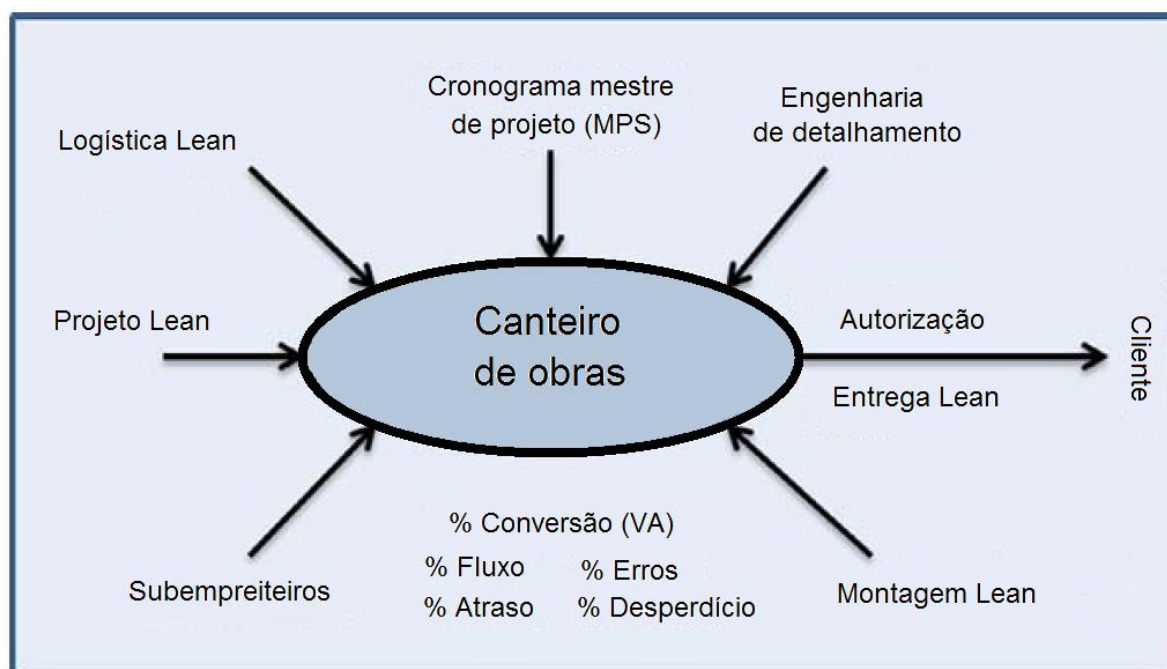 Cronograma mestre
de projeto (MPS)
Engenharia
de detalhamento
Logística Lean
Projeto Lean
Canteiro
de obras
Autorização
Entrega Lean
Cliente
Subempreiteiros
% Conversão (VA)
% Fluxo % Erros
% Atraso % Desperdício
Montagem Lean